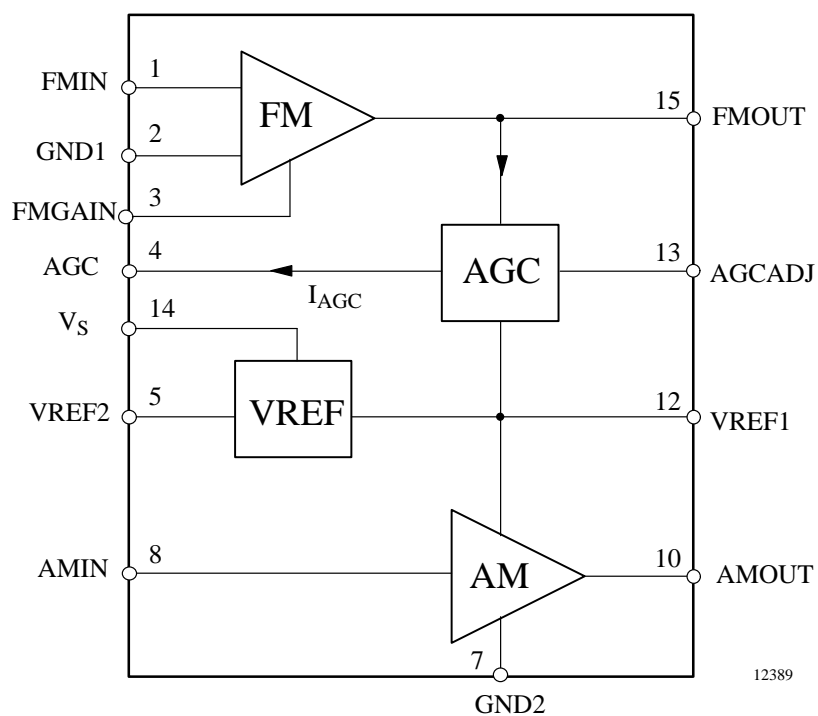 FMIN 1
FM
15 FMOUT
GND1 2
FMGAIN 3
AGC 4
I_AGC
AGC
13 AGCADJ
V_S 14
VREF2 5
VREF
12 VREF1
AMIN 8
AM
10 AMOUT
7
GND2
12389